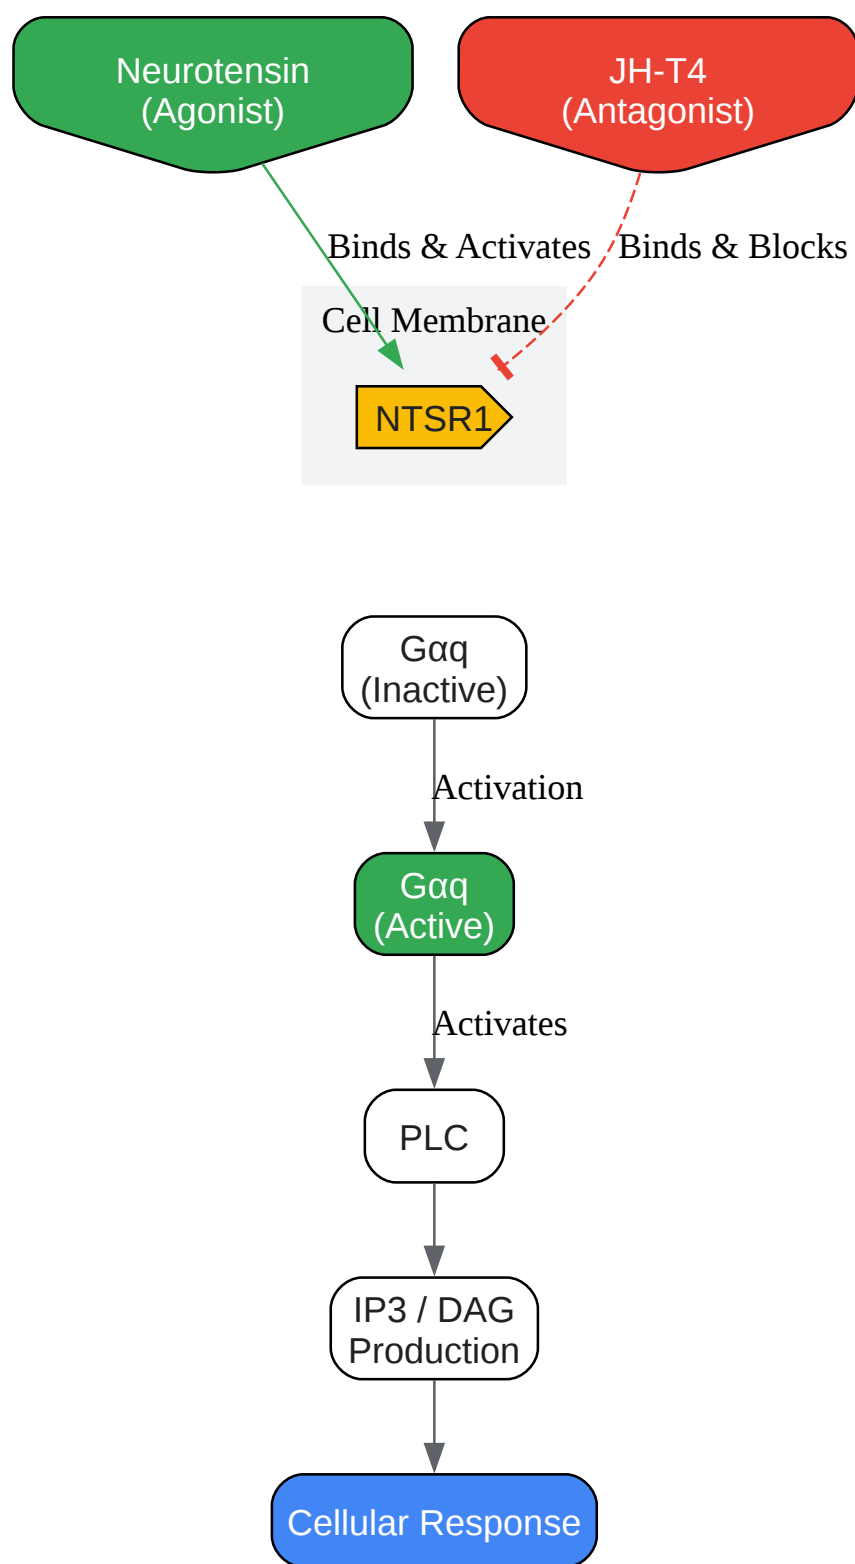 Neurotensin
(Agonist)
JH-T4
(Antagonist)
Binds & Activates
Binds & Blocks
Cell Membrane
NTSR1
Gαq
(Inactive)
Activation
Gαq
(Active)
Activates
PLC
IP3 / DAG
Production
Cellular Response